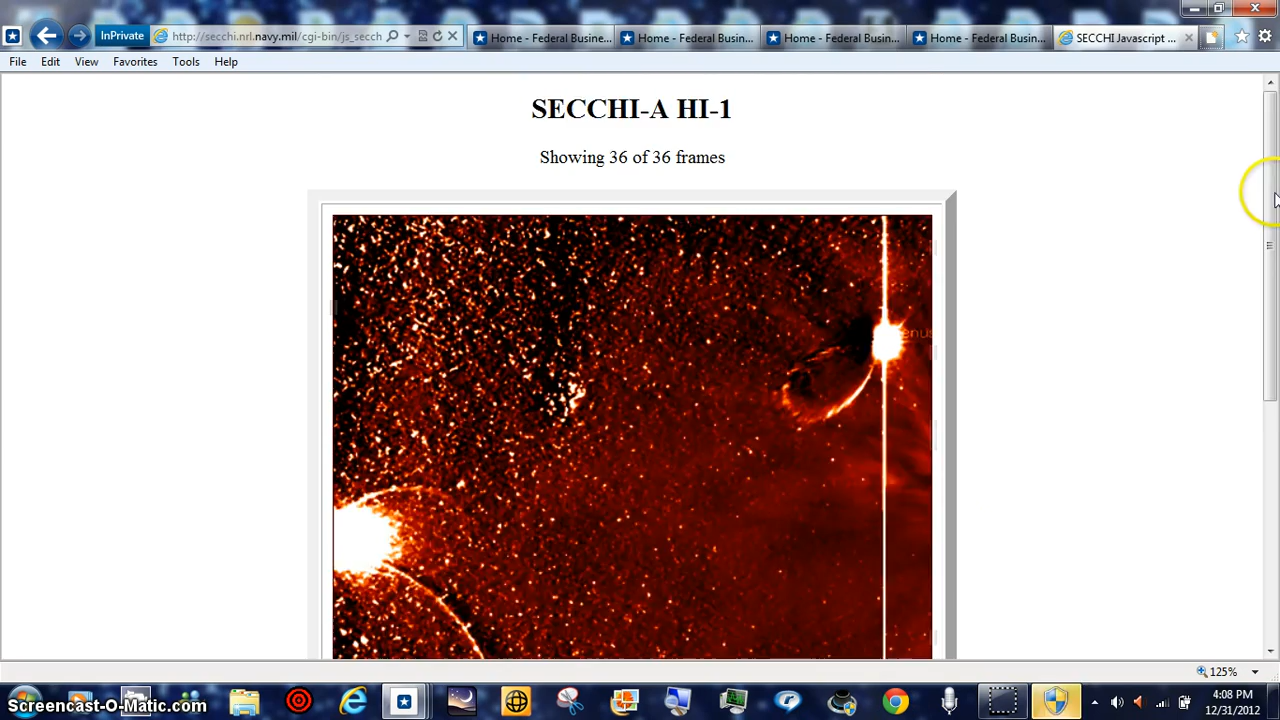 InPrivate
http://secchi.nrl.navy.mil/cgi-bin/js_secch
Home - Federal Busine...
Home - Federal Busin...
Home - Federal Busin...
Home - Federal Busin...
SECCHI Javascript ...
File Edit View Favorites Tools Help
SECCHI-A HI-1
Showing 36 of 36 frames
enus
125%
Screencast-O-Matic.com
4:08 PM
12/31/2012